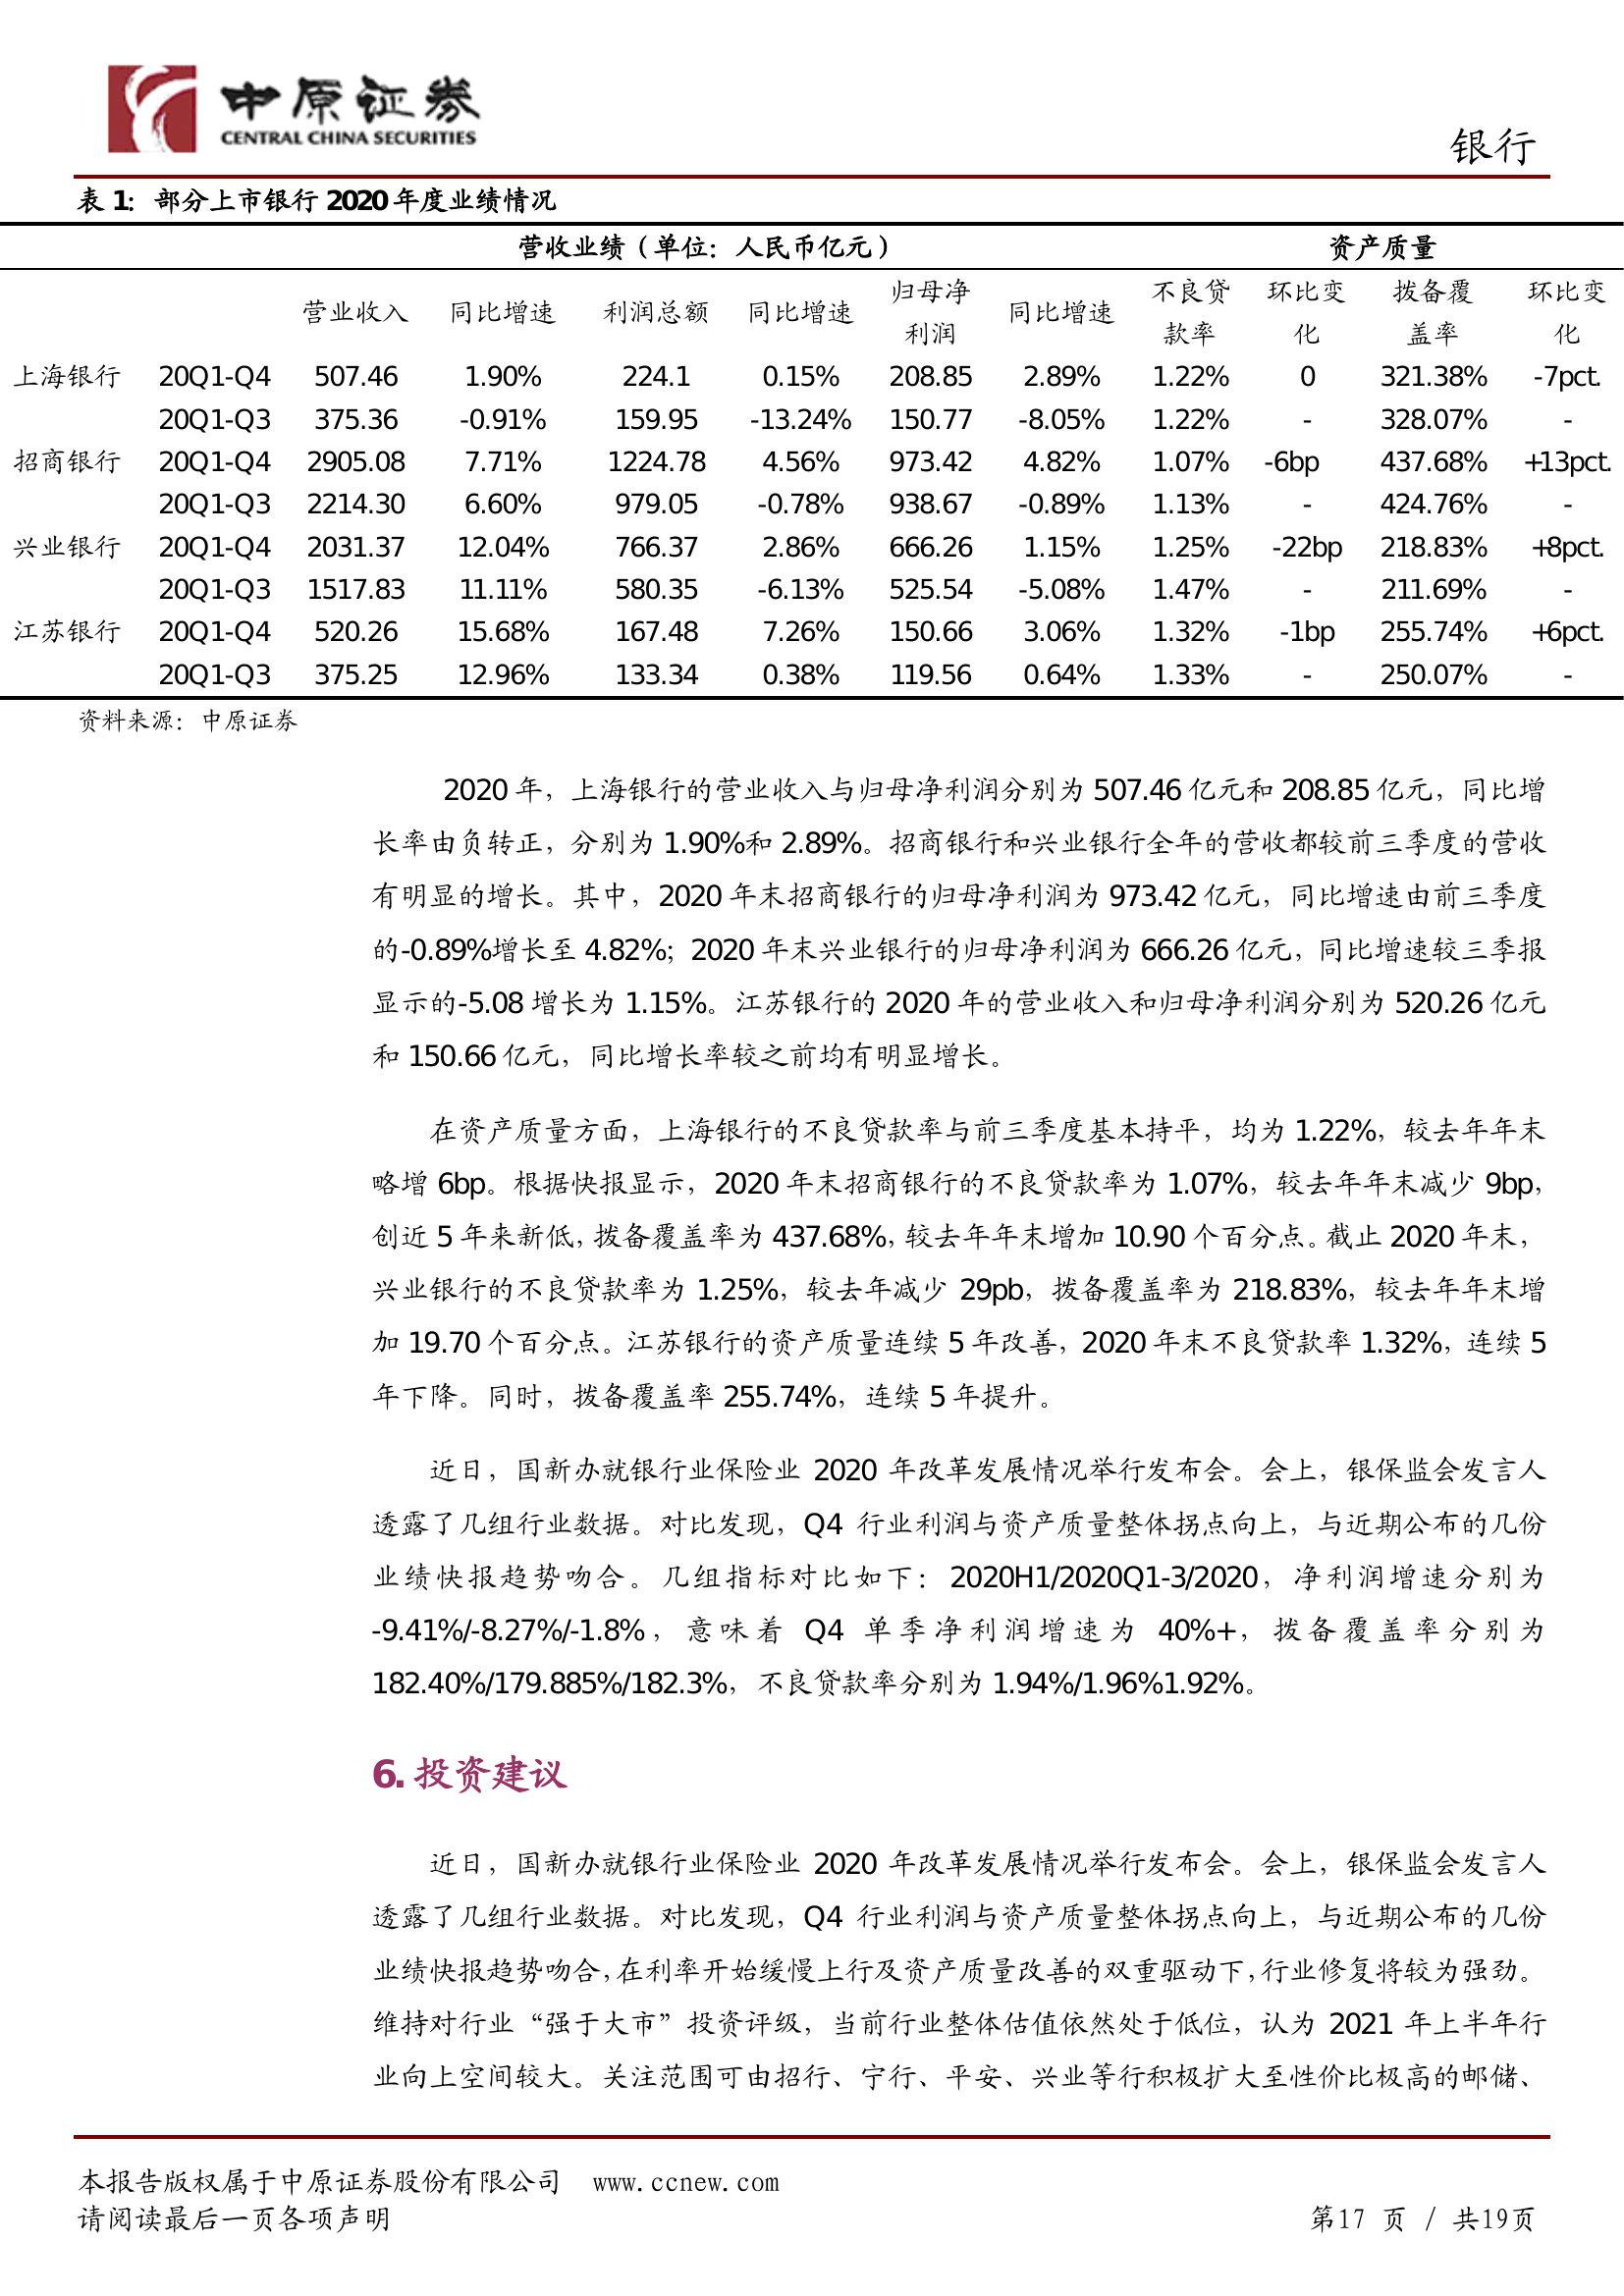 中原证券
CENTRAL CHINA SECURITIES
银行
表 1：部分上市银行 2020 年度业绩情况
营收业绩（单位：人民币亿元） 资产质量
营业收入 同比增速 利润总额 同比增速 归母净利润 同比增速 不良贷款率 环比变化 拨备覆盖率 环比变化
上海银行 20Q1-Q4 507.46 1.90% 224.1 0.15% 208.85 2.89% 1.22% 0 321.38% -7pct.
20Q1-Q3 375.36 -0.91% 159.95 -13.24% 150.77 -8.05% 1.22% - 328.07% -
招商银行 20Q1-Q4 2905.08 7.71% 1224.78 4.56% 973.42 4.82% 1.07% -6bp 437.68% +13pct.
20Q1-Q3 2214.30 6.60% 979.05 -0.78% 938.67 -0.89% 1.13% - 424.76% -
兴业银行 20Q1-Q4 2031.37 12.04% 766.37 2.86% 666.26 1.15% 1.25% -22bp 218.83% +8pct.
20Q1-Q3 1517.83 11.11% 580.35 -6.13% 525.54 -5.08% 1.47% - 211.69% -
江苏银行 20Q1-Q4 520.26 15.68% 167.48 7.26% 150.66 3.06% 1.32% -1bp 255.74% +6pct.
20Q1-Q3 375.25 12.96% 133.34 0.38% 119.56 0.64% 1.33% - 250.07% -
资料来源：中原证券
2020 年，上海银行的营业收入与归母净利润分别为 507.46 亿元和 208.85 亿元，同比增
长率由负转正，分别为 1.90%和 2.89%。招商银行和兴业银行全年的营收都较前三季度的营收
有明显的增长。其中，2020 年末招商银行的归母净利润为 973.42 亿元，同比增速由前三季度
的-0.89%增长至 4.82%；2020 年末兴业银行的归母净利润为 666.26 亿元，同比增速较三季报
显示的-5.08 增长为 1.15%。江苏银行的 2020 年的营业收入和归母净利润分别为 520.26 亿元
和 150.66 亿元，同比增长率较之前均有明显增长。
在资产质量方面，上海银行的不良贷款率与前三季度基本持平，均为 1.22%，较去年年末
略增 6bp。根据快报显示，2020 年末招商银行的不良贷款率为 1.07%，较去年年末减少 9bp，
创近 5 年来新低，拨备覆盖率为 437.68%，较去年年末增加 10.90 个百分点。截止 2020 年末，
兴业银行的不良贷款率为 1.25%，较去年减少 29pb，拨备覆盖率为 218.83%，较去年年末增
加 19.70 个百分点。江苏银行的资产质量连续 5 年改善，2020 年末不良贷款率 1.32%，连续 5
年下降。同时，拨备覆盖率 255.74%，连续 5 年提升。
近日，国新办就银行业保险业 2020 年改革发展情况举行发布会。会上，银保监会发言人
透露了几组行业数据。对比发现，Q4 行业利润与资产质量整体拐点向上，与近期公布的几份
业绩快报趋势吻合。几组指标对比如下：2020H1/2020Q1-3/2020，净利润增速分别为
-9.41%/-8.27%/-1.8%，意味着 Q4 单季净利润增速为 40%+，拨备覆盖率分别为
182.40%/179.885%/182.3%，不良贷款率分别为 1.94%/1.96%1.92%。
6. 投资建议
近日，国新办就银行业保险业 2020 年改革发展情况举行发布会。会上，银保监会发言人
透露了几组行业数据。对比发现，Q4 行业利润与资产质量整体拐点向上，与近期公布的几份
业绩快报趋势吻合，在利率开始缓慢上行及资产质量改善的双重驱动下，行业修复将较为强劲。
维持对行业“强于大市”投资评级，当前行业整体估值依然处于低位，认为 2021 年上半年行
业向上空间较大。关注范围可由招行、宁行、平安、兴业等行积极扩大至性价比极高的邮储、
本报告版权属于中原证券股份有限公司 www.ccnew.com
请阅读最后一页各项声明 第17 页 / 共19页